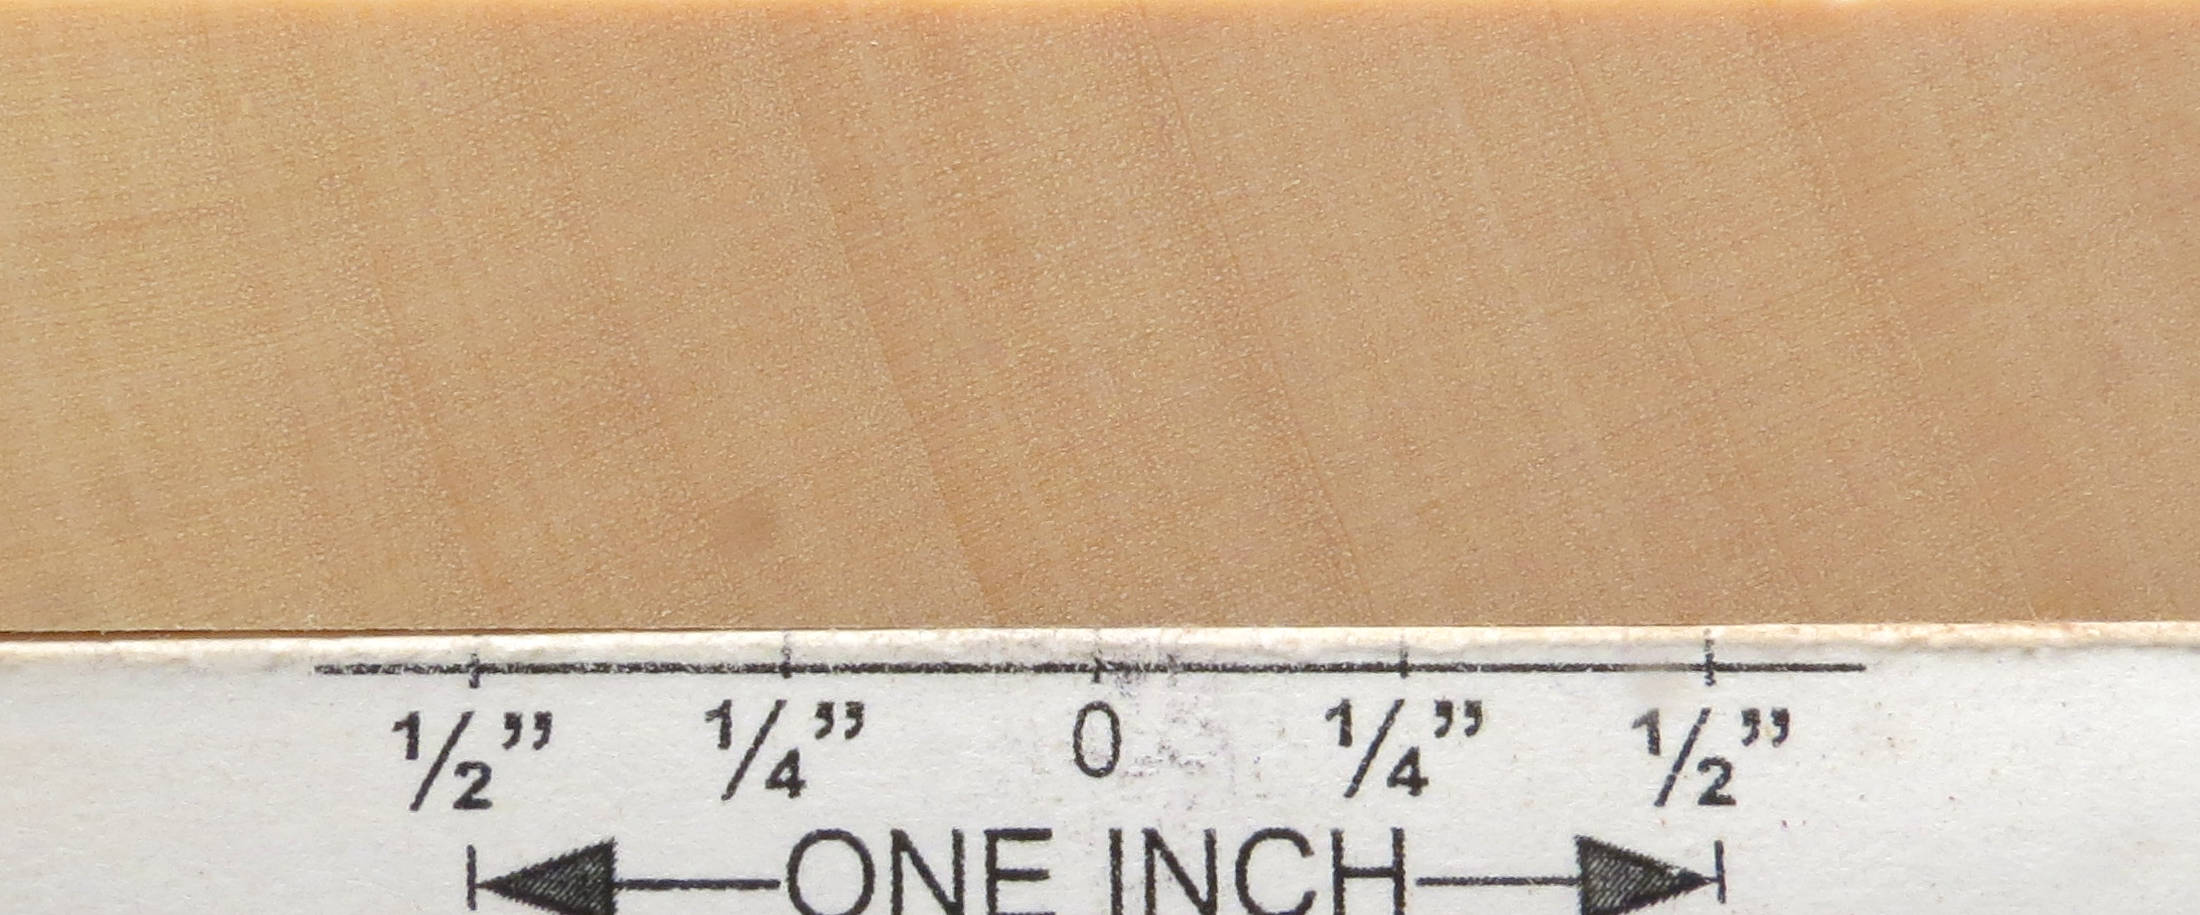 1/2” 1/4” 0 1/4” 1/2”
ONE INCH